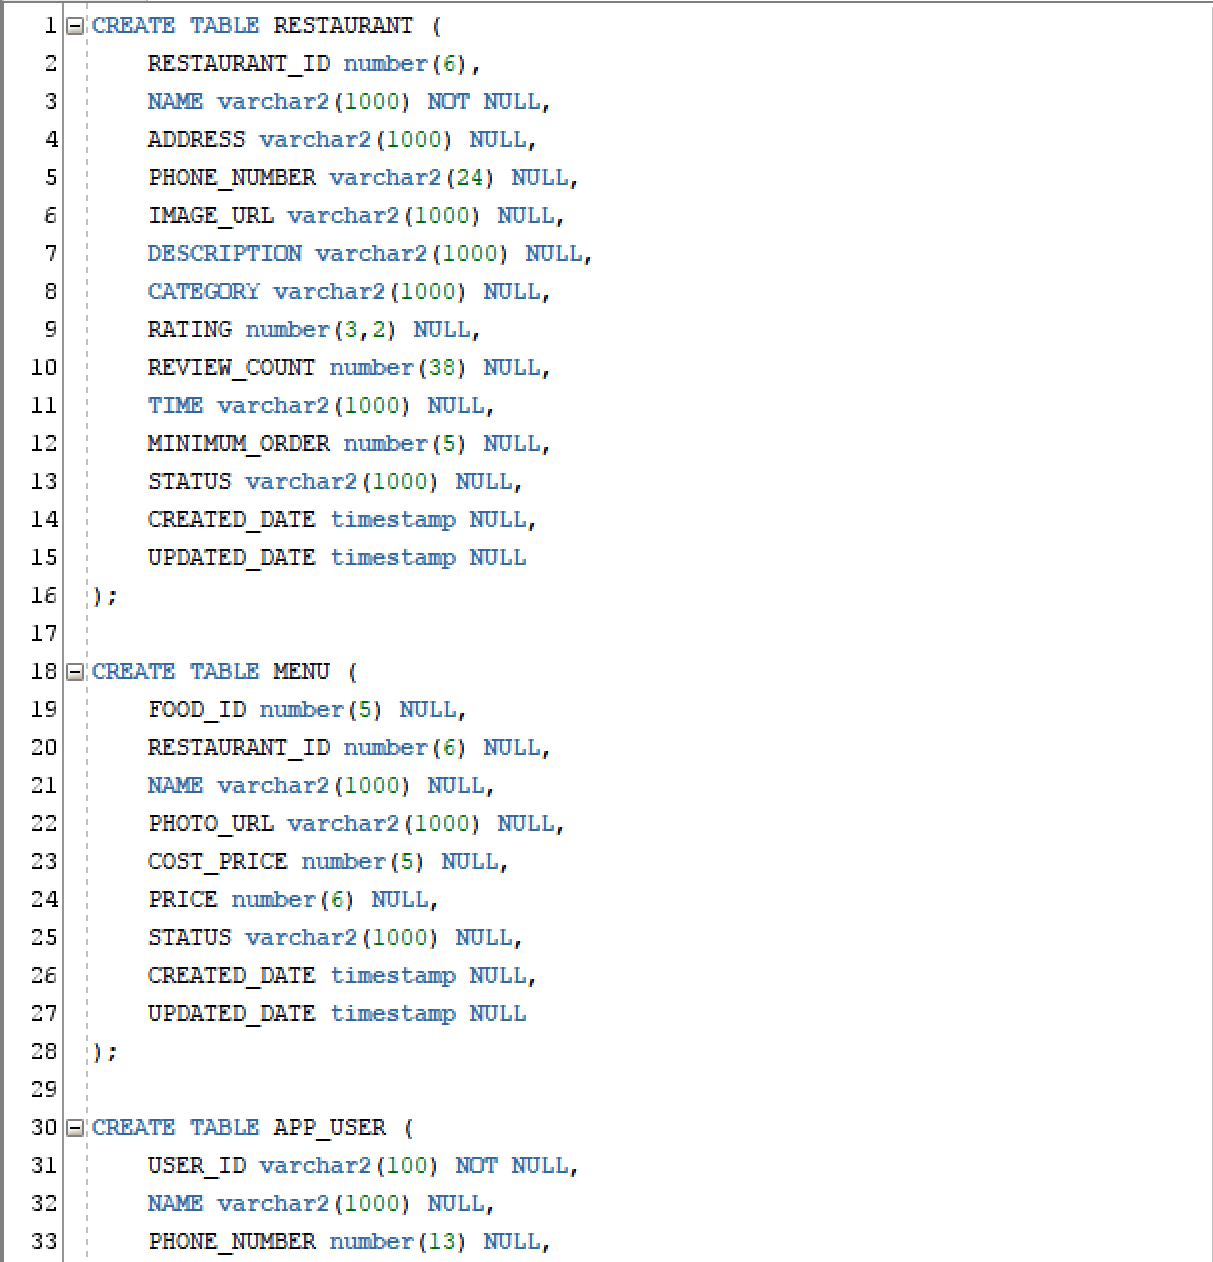 1 CREATE TABLE RESTAURANT (
2 RESTAURANT_ID number(6),
3 NAME varchar2(1000) NOT NULL,
4 ADDRESS varchar2(1000) NULL,
5 PHONE_NUMBER varchar2(24) NULL,
6 IMAGE_URL varchar2(1000) NULL,
7 DESCRIPTION varchar2(1000) NULL,
8 CATEGORY varchar2(1000) NULL,
9 RATING number(3,2) NULL,
10 REVIEW_COUNT number(38) NULL,
11 TIME varchar2(1000) NULL,
12 MINIMUM_ORDER number(5) NULL,
13 STATUS varchar2(1000) NULL,
14 CREATED_DATE timestamp NULL,
15 UPDATED_DATE timestamp NULL
16 );
17
18 CREATE TABLE MENU (
19 FOOD_ID number(5) NULL,
20 RESTAURANT_ID number(6) NULL,
21 NAME varchar2(1000) NULL,
22 PHOTO_URL varchar2(1000) NULL,
23 COST_PRICE number(5) NULL,
24 PRICE number(6) NULL,
25 STATUS varchar2(1000) NULL,
26 CREATED_DATE timestamp NULL,
27 UPDATED_DATE timestamp NULL
28 );
29
30 CREATE TABLE APP_USER (
31 USER_ID varchar2(100) NOT NULL,
32 NAME varchar2(1000) NULL,
33 PHONE_NUMBER number(13) NULL,